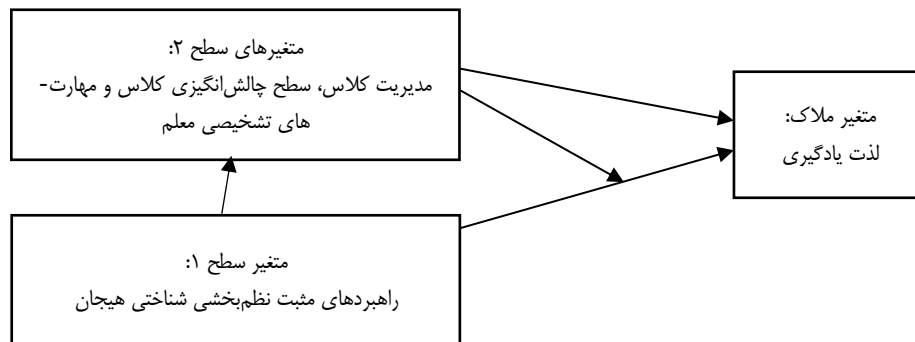 متغیرهای سطح ۲:
مدیریت کلاس، سطح چالش‌انگیزی کلاس و مهارت-
های تشخیصی معلم
متغیر ملاک:
لذت یادگیری
متغیر سطح ۱:
راهبردهای مثبت نظم‌بخشی شناختی هیجان